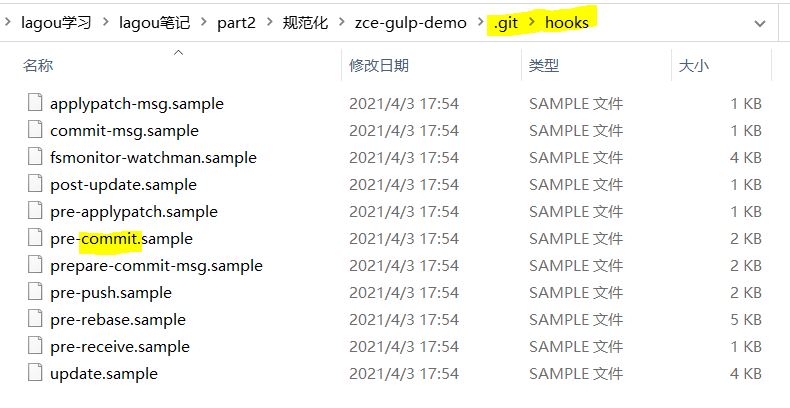 lagou学习 > lagou笔记 > part2 > 规范化 > zce-gulp-demo > .git > hooks
名称 修改日期 类型 大小
applypatch-msg.sample 2021/4/3 17:54 SAMPLE 文件 1 KB
commit-msg.sample 2021/4/3 17:54 SAMPLE 文件 1 KB
fsmonitor-watchman.sample 2021/4/3 17:54 SAMPLE 文件 4 KB
post-update.sample 2021/4/3 17:54 SAMPLE 文件 1 KB
pre-applypatch.sample 2021/4/3 17:54 SAMPLE 文件 1 KB
pre-commit.sample 2021/4/3 17:54 SAMPLE 文件 2 KB
prepare-commit-msg.sample 2021/4/3 17:54 SAMPLE 文件 2 KB
pre-push.sample 2021/4/3 17:54 SAMPLE 文件 2 KB
pre-rebase.sample 2021/4/3 17:54 SAMPLE 文件 5 KB
pre-receive.sample 2021/4/3 17:54 SAMPLE 文件 1 KB
update.sample 2021/4/3 17:54 SAMPLE 文件 4 KB